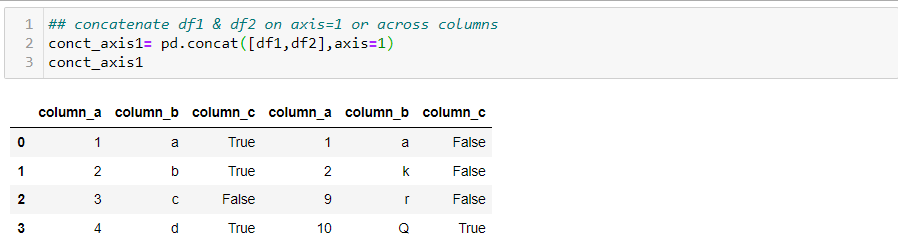 1 ## concatenate df1 & df2 on axis=1 or across columns
2 conct_axis1= pd.concat([df1,df2],axis=1)
3 conct_axis1
column_a column_b column_c column_a column_b column_c
0 1 a True 1 a False
1 2 b True 2 k False
2 3 c False 9 r False
3 4 d True 10 Q True